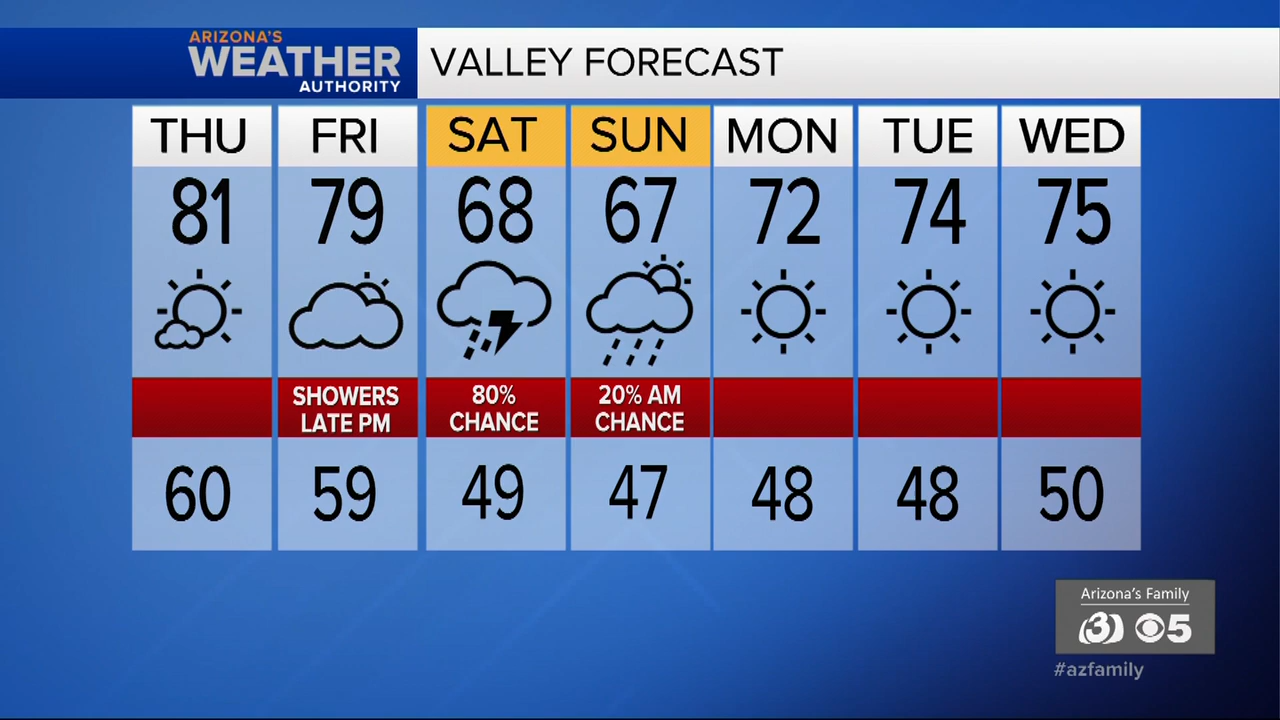 ARIZONA'S
WEATHER
AUTHORITY
VALLEY FORECAST
THU FRI SAT SUN MON TUE WED
81 79 68 67 72 74 75
SHOWERS LATE PM
80% CHANCE
20% AM CHANCE
60 59 49 47 48 48 50
Arizona's Family
3 5
#azfamily